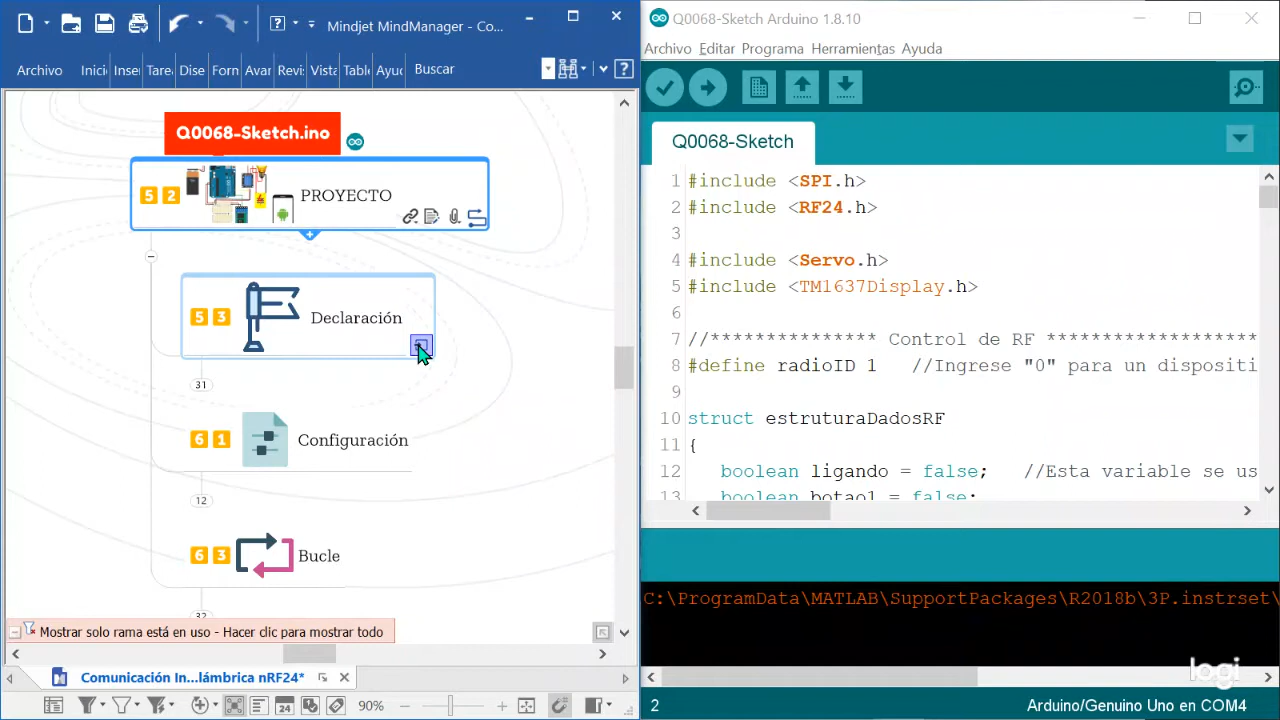 Mindjet MindManager - Co...
Archivo Inici Inser Tarea Dise Forn Avar Revis Vista Table Ayuc Buscar
Q0068-Sketch.ino
5 2 PROYECTO
5 3 Declaración
31
6 1 Configuración
12
6 3 Bucle
32
Mostrar solo rama está en uso - Hacer clic para mostrar todo
Comunicación In...lámbrica nRF24*
90%
Q0068-Sketch Arduino 1.8.10
Archivo Editar Programa Herramientas Ayuda
Q0068-Sketch
1 #include <SPI.h>
2 #include <RF24.h>
3
4 #include <Servo.h>
5 #include <TM1637Display.h>
6
7 //*************** Control de RF *******************
8 #define radioID 1 //Ingrese "0" para un dispositi
9
10 struct estruturaDadosRF
11 {
12 boolean ligando = false; //Esta variable se us
13 boolean botao1 = false;
C:\ProgramData\MATLAB\SupportPackages\R2018b\3P.instrset\
logi
2 Arduino/Genuino Uno en COM4